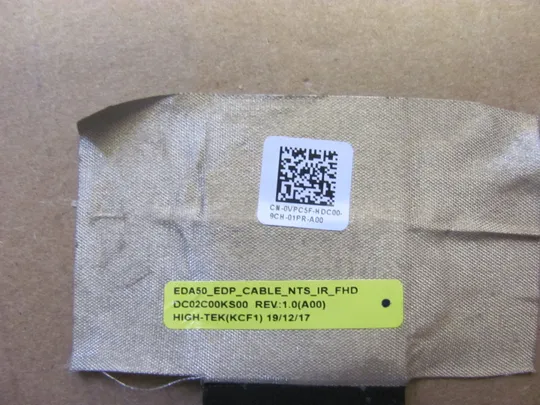 CN-0VPC5F-HDC00-
9CH-01PR-A00
EDA50_EDP_CABLE_NTS_IR_FHD
DC02C00KS00 REV:1.0(A00)
HIGH-TEK(KCF1) 19/12/17